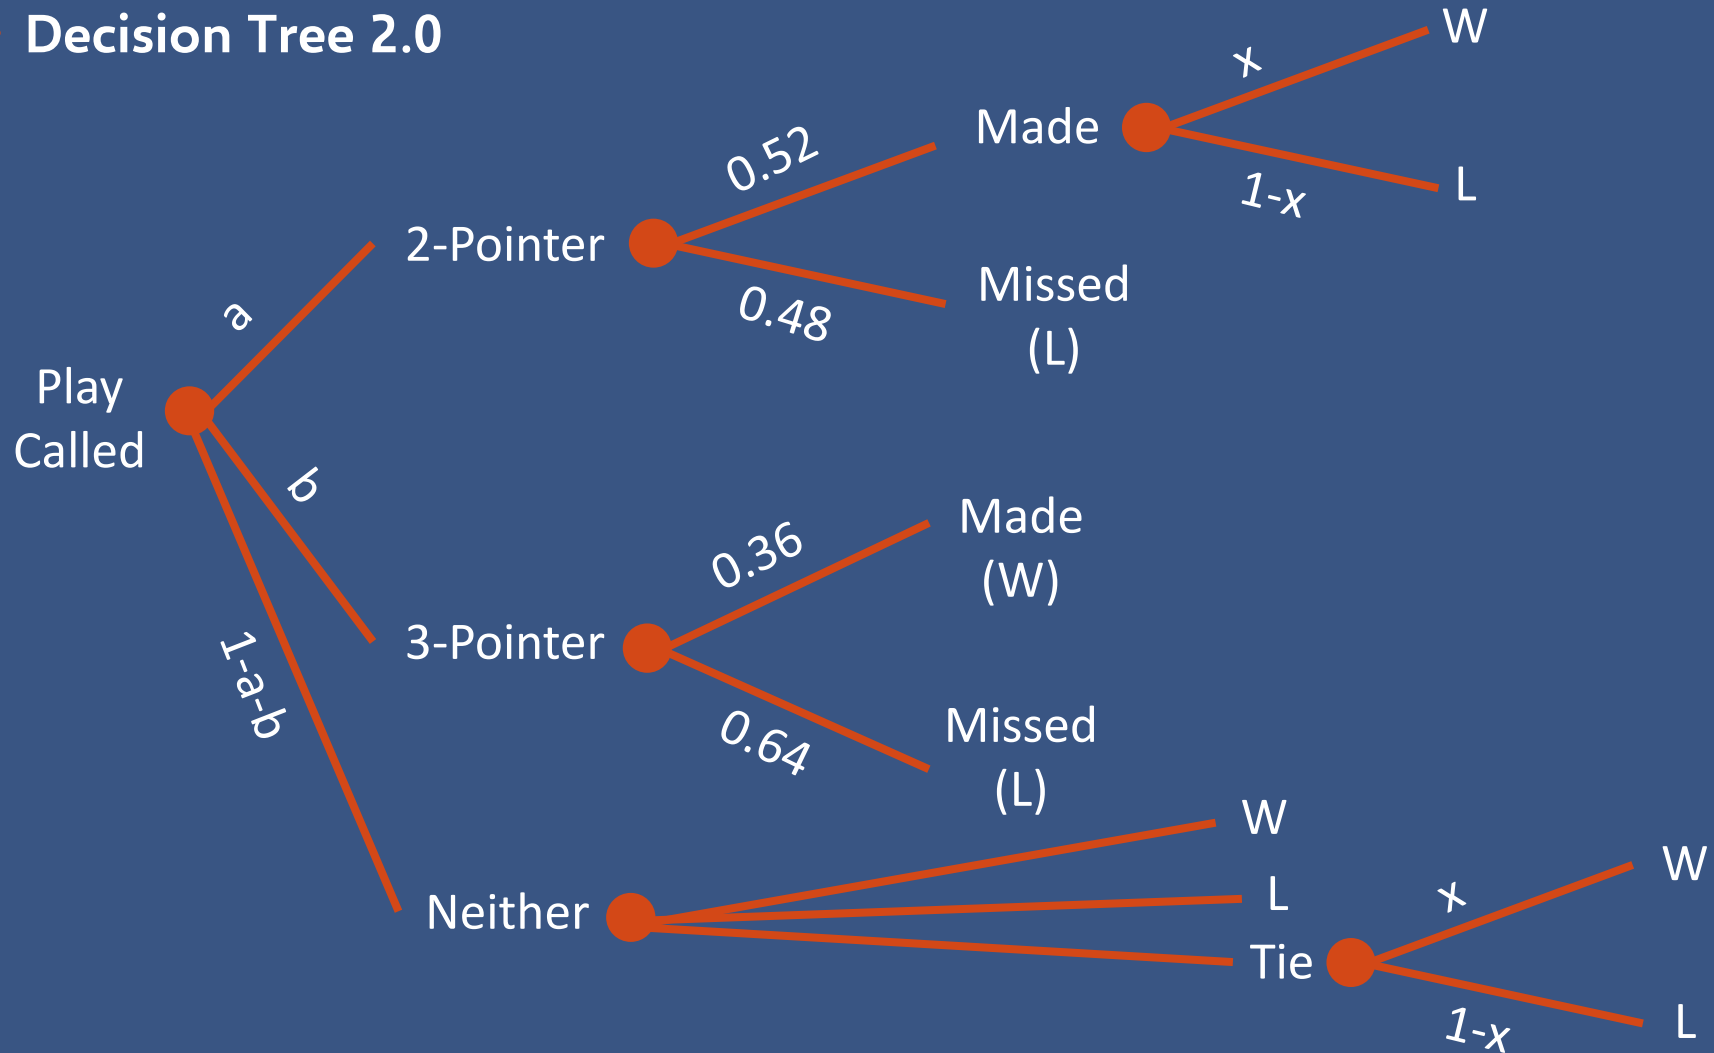 Decision Tree 2.0
W
x
Made
0.52
1-x
L
2-Pointer
Missed
(L)
0.48
a
Play
Called
b
Made
(W)
0.36
3-Pointer
1-a-b
0.64
Missed
(L)
W
L
Neither
Tie
x
W
1-x
L